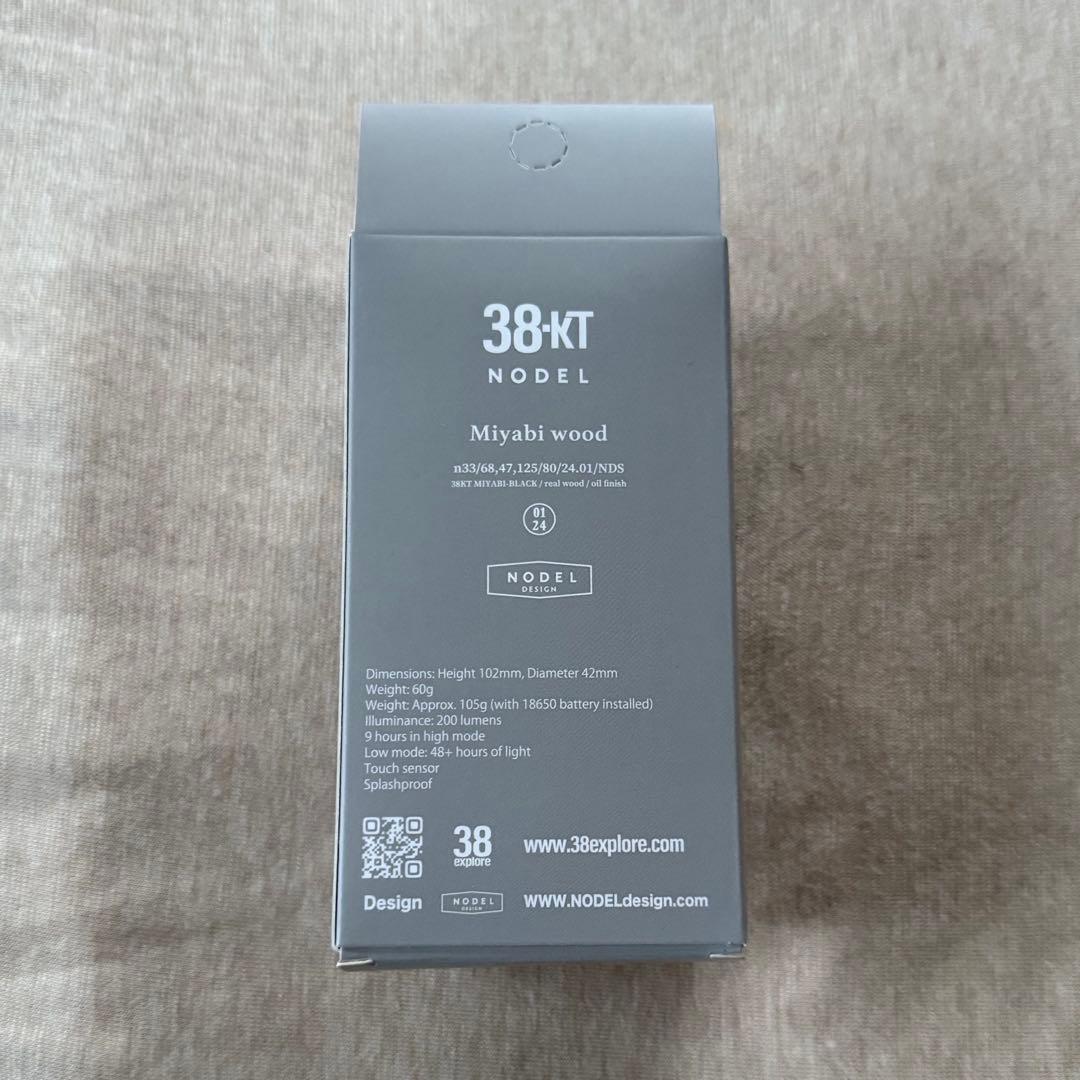 38-KT
NODEL
Miyabi wood
n33/68,47,125/80/24.01/NDS
38KT MIYABI-BLACK / real wood / oil finish
01
24
NODEL
DESIGN
Dimensions: Height 102mm, Diameter 42mm
Weight: 60g
Weight: Approx. 105g (with 18650 battery installed)
Illuminance: 200 lumens
9 hours in high mode
Low mode: 48+ hours of light
Touch sensor
Splashproof
38
explore
www.38explore.com
Design
NODEL
DESIGN
WWW.NODELdesign.com